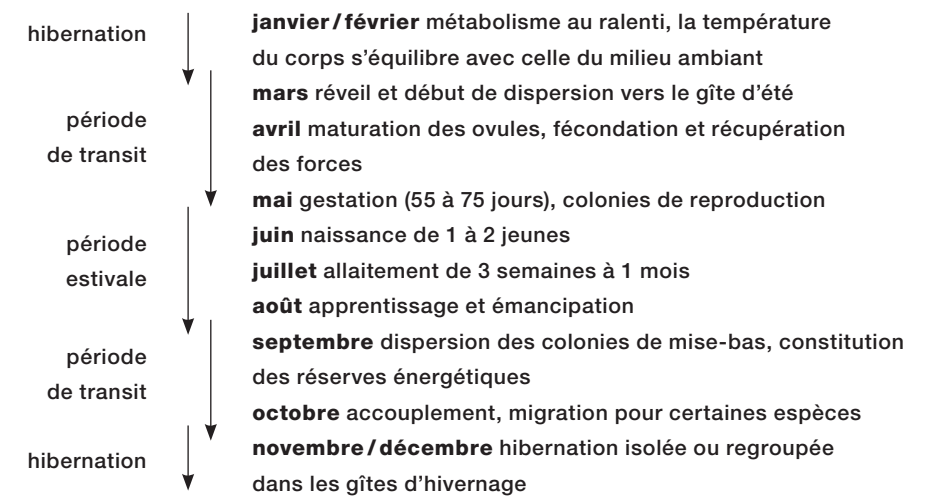 hibernation
janvier/février métabolisme au ralenti, la température
du corps s’équilibre avec celle du milieu ambiant
mars réveil et début de dispersion vers le gîte d’été
période
de transit
avril maturation des ovules, fécondation et récupération
des forces
mai gestation (55 à 75 jours), colonies de reproduction
période
estivale
juin naissance de 1 à 2 jeunes
juillet allaitement de 3 semaines à 1 mois
août apprentissage et émancipation
période
de transit
septembre dispersion des colonies de mise-bas, constitution
des réserves énergétiques
octobre accouplement, migration pour certaines espèces
hibernation
novembre/décembre hibernation isolée ou regroupée
dans les gîtes d’hivernage